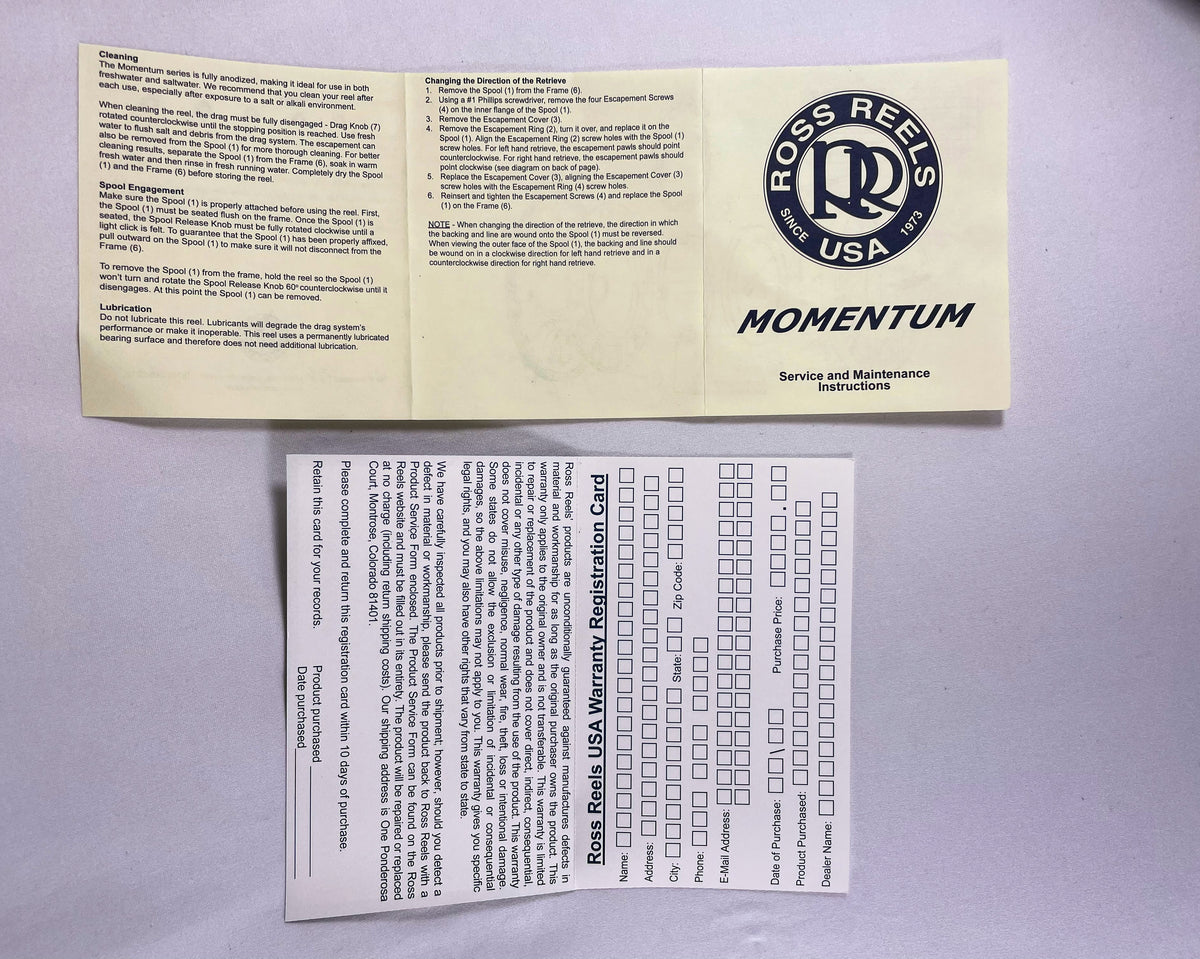 Cleaning
The Momentum series is fully anodized, making it ideal for use in both
freshwater and saltwater. We recommend that you clean your reel after
each use, especially after exposure to a salt or alkali environment.
When cleaning the reel, the drag must be fully disengaged - Drag Knob (7)
rotated counterclockwise until the stopping position is reached. Use fresh
water to flush salt and debris from the drag system. The escapement can
also be removed from the Spool (1) for more thorough cleaning. For better
cleaning results, separate the Spool (1) from the Frame (6), soak in warm
fresh water and then rinse in fresh running water. Completely dry the Spool
(1) and the Frame (6) before storing the reel.
Spool Engagement
Make sure the Spool (1) is properly attached before using the reel. First,
the Spool (1) must be seated flush on the frame. Once the Spool (1) is
seated, the Spool Release Knob must be fully rotated clockwise until a
light click is felt. To guarantee that the Spool (1) has been properly affixed,
pull outward on the Spool (1) to make sure it will not disconnect from the
Frame (6).
To remove the Spool (1) from the frame, hold the reel so the Spool (1)
won't turn and rotate the Spool Release Knob 60° counterclockwise until it
disengages. At this point the Spool (1) can be removed.
Lubrication
Do not lubricate this reel. Lubricants will degrade the drag system's
performance or make it inoperable. This reel uses a permanently lubricated
bearing surface and therefore does not need additional lubrication.
Changing the Direction of the Retrieve
1. Remove the Spool (1) from the Frame (6).
2. Using a #1 Phillips screwdriver, remove the four Escapement Screws
(4) on the inner flange of the Spool (1).
3. Remove the Escapement Cover (3).
4. Remove the Escapement Ring (2), turn it over, and replace it on the
Spool (1). Align the Escapement Ring (2) screw holes with the Spool (1)
screw holes. For left hand retrieve, the escapement pawls should point
counterclockwise. For right hand retrieve, the escapement pawls should
point clockwise (see diagram on back of page).
5. Replace the Escapement Cover (3), aligning the Escapement Cover (3)
screw holes with the Escapement Ring (4) screw holes.
6. Reinsert and tighten the Escapement Screws (4) and replace the Spool
(1) on the Frame (6).
NOTE - When changing the direction of the retrieve, the direction in which
the backing and line are wound onto the Spool (1) must be reversed.
When viewing the outer face of the Spool (1), the backing and line should
be wound on in a clockwise direction for left hand retrieve and in a
counterclockwise direction for right hand retrieve.
ROSS REELS
RR
SINCE
USA
1973
MOMENTUM
Service and Maintenance
Instructions
Ross Reels' products are unconditionally guaranteed against manufactures defects in
material and workmanship for as long as the original purchaser owns the product. This
warranty only applies to the original owner and is not transferable. This warranty is limited
to repair or replacement of the product and does not cover direct, indirect, consequential,
incidental or any other type of damage resulting from the use of the product. This warranty
does not cover misuse, negligence, normal wear, fire, theft, loss or intentional damage.
Some states do not allow the exclusion or limitation of incidental or consequential
damages, so the above limitations may not apply to you. This warranty gives you specific
legal rights, and you may also have other rights that vary from state to state.
We have carefully inspected all products prior to shipment; however, should you detect a
defect in material or workmanship, please send the product back to Ross Reels with a
Product Service Form enclosed. The Product Service Form can be found on the Ross
Reels website and must be filled out in its entirety. The product will be repaired or replaced
at no charge (including return shipping costs). Our shipping address is One Ponderosa
Court, Montrose, Colorado 81401.
Please complete and return this registration card within 10 days of purchase.
Retain this card for your records. Product purchased
Date purchased
Ross Reels USA Warranty Registration Card
Name:
Address:
City: State: Zip Code:
Phone:
E-Mail Address:
Date of Purchase: \ Purchase Price: .
Product Purchased:
Dealer Name: